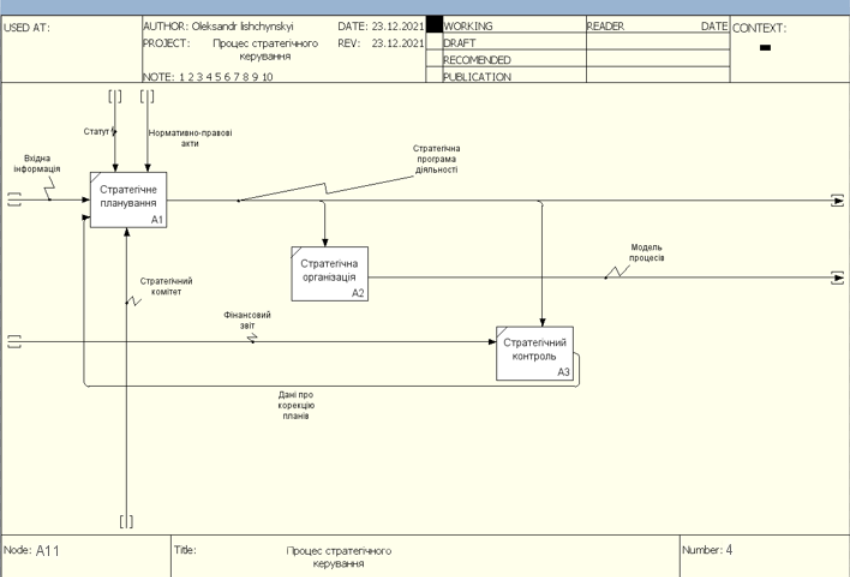 USED AT:
AUTHOR: Oleksandr Iishchynskyi
DATE: 23.12.2021
WORKING
READER
DATE
CONTEXT:
PROJECT: Процес стратегічного
керування
REV: 23.12.2021
DRAFT
RECOMENDED
NOTE: 1 2 3 4 5 6 7 8 9 10
PUBLICATION
Статут
Нормативно-правові
акти
Вхідна
інформація
Стратегічна
програма
діяльності
Стратегічне
планування
A1
Стратегічна
організація
A2
Модель
процесів
Стратегічний
комітет
Фінансовий
звіт
Стратегічний
контроль
A3
Дані про
корекцію
планів
Node: A11
Title: Процес стратегічного
керування
Number: 4